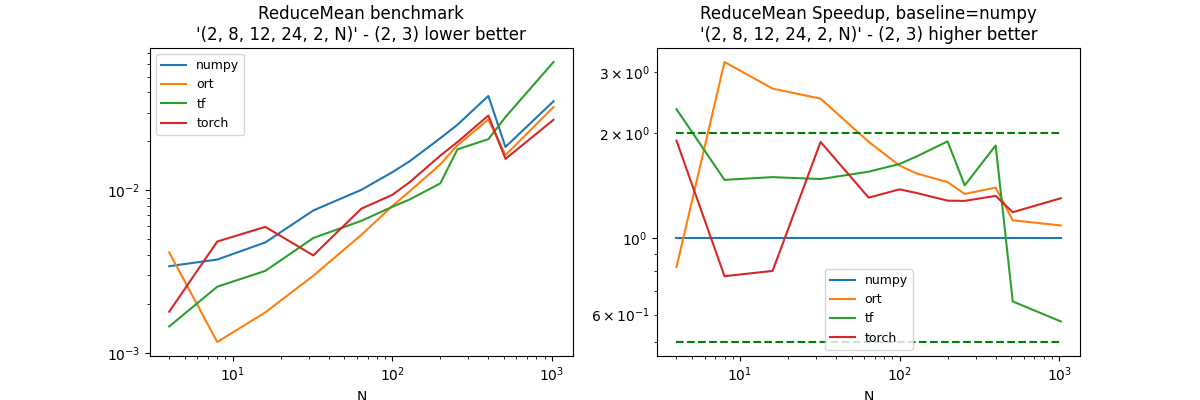 ReduceMean benchmark
'(2, 8, 12, 24, 2, N)' - (2, 3) lower better
numpy
ort
tf
torch
10⁻²
10⁻³
10¹ 10² 10³
N
ReduceMean Speedup, baseline=numpy
'(2, 8, 12, 24, 2, N)' - (2, 3) higher better
3 × 10⁰
2 × 10⁰
10⁰
6 × 10⁻¹
numpy
ort
tf
torch
10¹ 10² 10³
N